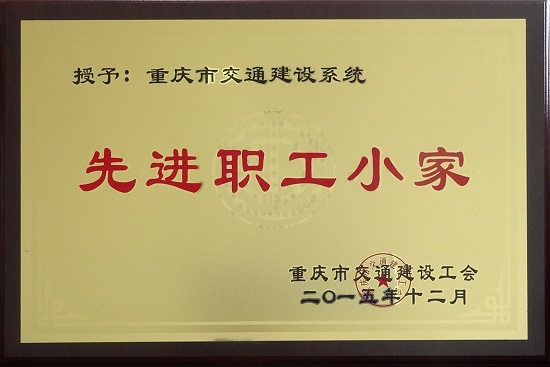 授予：重庆市交通建设系统
先进职工小家
重庆市交通建设工会
二〇一五年十二月